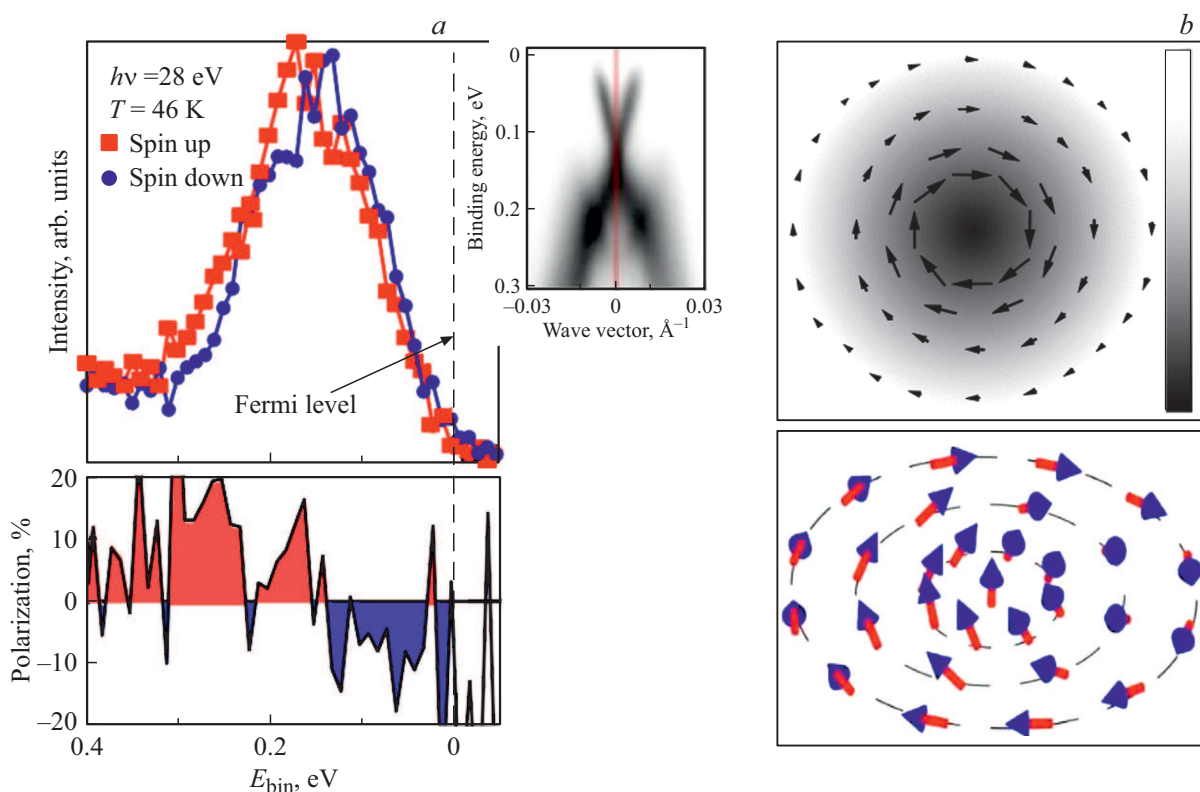 a
b
hν =28 eV
T = 46 K
Spin up
Spin down
Intensity, arb. units
Fermi level
Binding energy, eV
0
0.1
0.2
0.3
–0.03
0
0.03
Wave vector, Å–1
Polarization, %
20
10
0
–10
–20
0.4
0.2
0
Ebin, eV